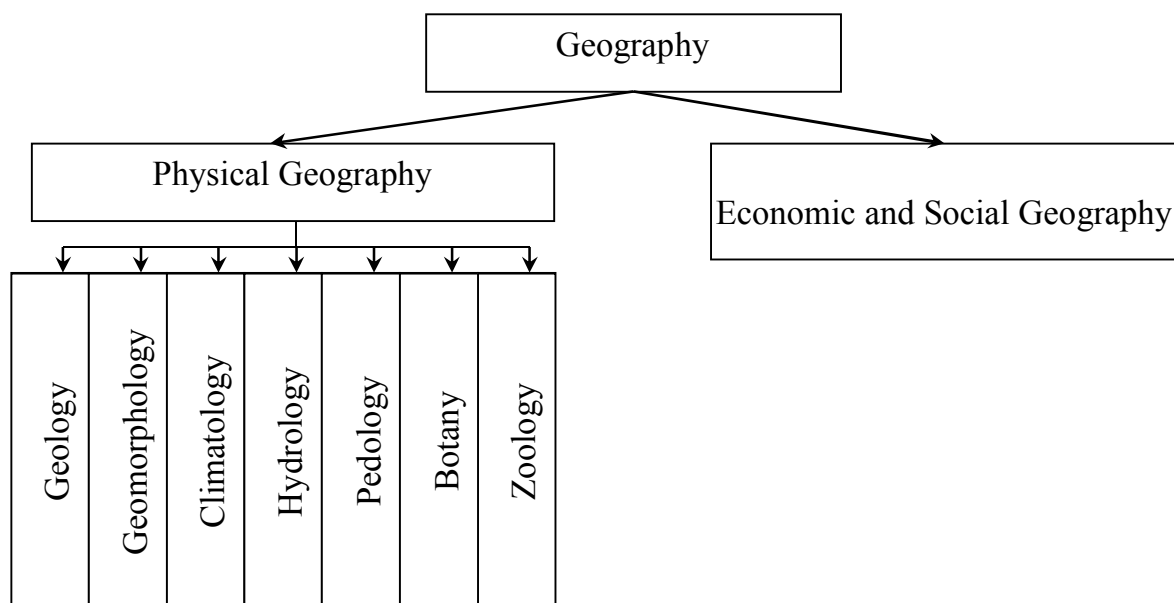 Geography
Physical Geography
Economic and Social Geography
Geology
Geomorphology
Climatology
Hydrology
Pedology
Botany
Zoology